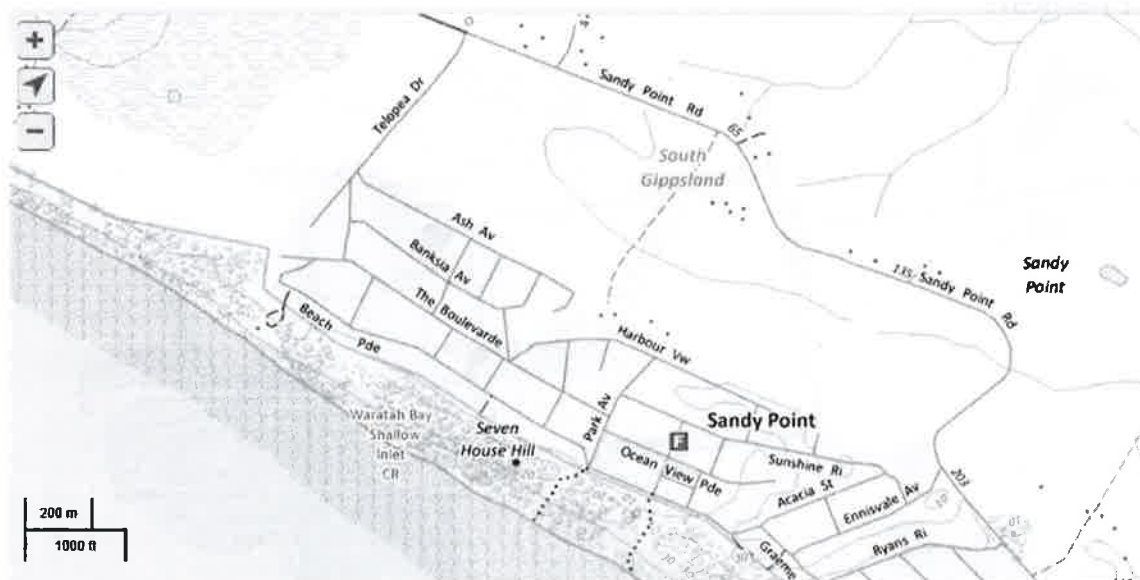 +
−
Telopea Dr
Sandy Point Rd
65
South
Gippsland
Ash Av
Banksia Av
The Boulevarde
Beach
Pde
Harbour Vw
135
Sandy Point Rd
Sandy
Point
Park Av
Sandy Point
Waratah Bay
Shallow
Inlet
CR
Seven
House Hill
Ocean View Pde
Sunshine Ri
Acacia St
Ennisvale Av
203
Ryans Ri
Graeme
200 m
1000 ft